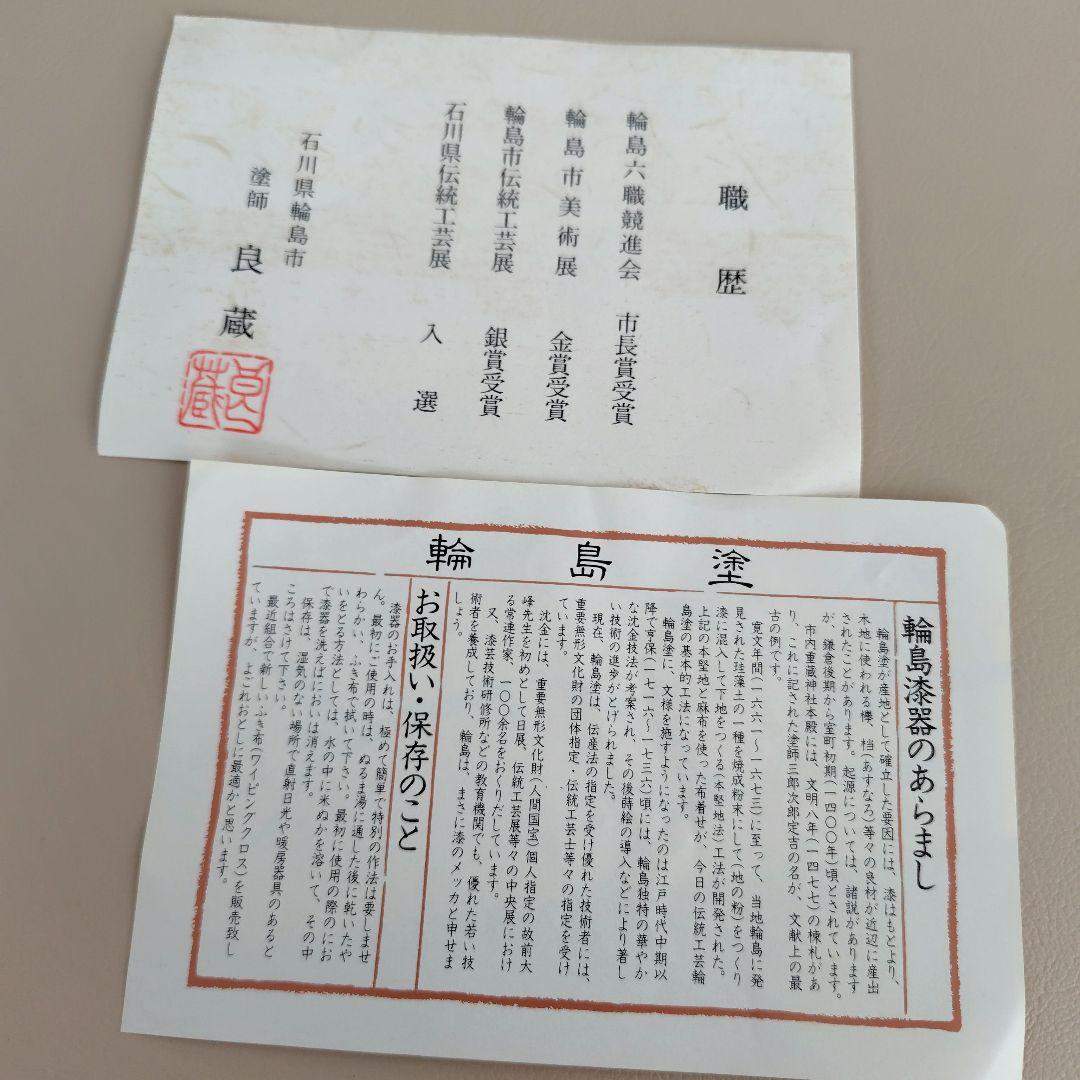 職歴
輪島六職競進会 市長賞受賞
輪島市美術展 金賞受賞
輪島市伝統工芸展 銀賞受賞
石川県伝統工芸展 入選
石川県輪島市
塗師 良蔵
良蔵
輪島塗
輪島漆器のあらまし
輪島塗が産地として確立した要因には、漆はもとより、
木地に使われる欅、档(あすなろ)等々の良材が近辺に産出
されたことがあります。起源については、諸説があります
が、鎌倉後期から室町初期(一四〇〇年)頃とされています。
市内重蔵神社本殿には、文明八年(一四七七)の棟札があ
り、これに記された塗師三郎次郎定吉の名が、文献上の最
古の例です。
寛文年間(一六六一〜一六七三)に至って、当地輪島に発
見された珪藻土の一種を焼成粉末にして(地の粉)をつくり
漆に混入して下地をつくる(本堅地法)工法が開発された。
上記の本堅地と麻布を使った布着せが、今日の伝統工芸輪
島塗の基本的工法になっています。
輪島塗に、文様を施すようになったのは江戸時代中期以
降で享保(一七一六〜一七三六)頃には、輪島独特の華やか
な沈金技法が考案され、その後蒔絵の導入などにより著し
い技術の進歩がとげられました。
現在、輪島塗は、伝産法の指定を受け優れた技術者には、
重要無形文化財の団体指定・伝統工芸士等々の指定を受け
ています。
沈金には、重要無形文化財(人間国宝)個人指定の故前大
峰先生を初めとして日展、伝統工芸展等々の中央展におけ
る常連作家、一〇〇余名をおくりだしています。
又、漆芸技術研修所などの教育機関でも、優れた若い技
術者を養成しており、輪島は、まさに漆のメッカと申せま
しょう。
お取扱い・保存のこと
漆器のお手入れは、極めて簡単で特別の作法は要しませ
ん。最初にご使用の時は、ぬるま湯に通した後に乾いたや
わらかい、ふき布で拭いて下さい。最初に使用の際のにお
いをとる方法としては、水の中に米ぬかを溶いて、その中
で漆器を洗えばにおいは消えます。
保存は、湿気のない場所で直射日光や暖房器具のあると
ころはさけて下さい。
最近組合で新しいふき布(ワイピングクロス)を販売致し
ていますが、よごれおとしに最適かと思います。